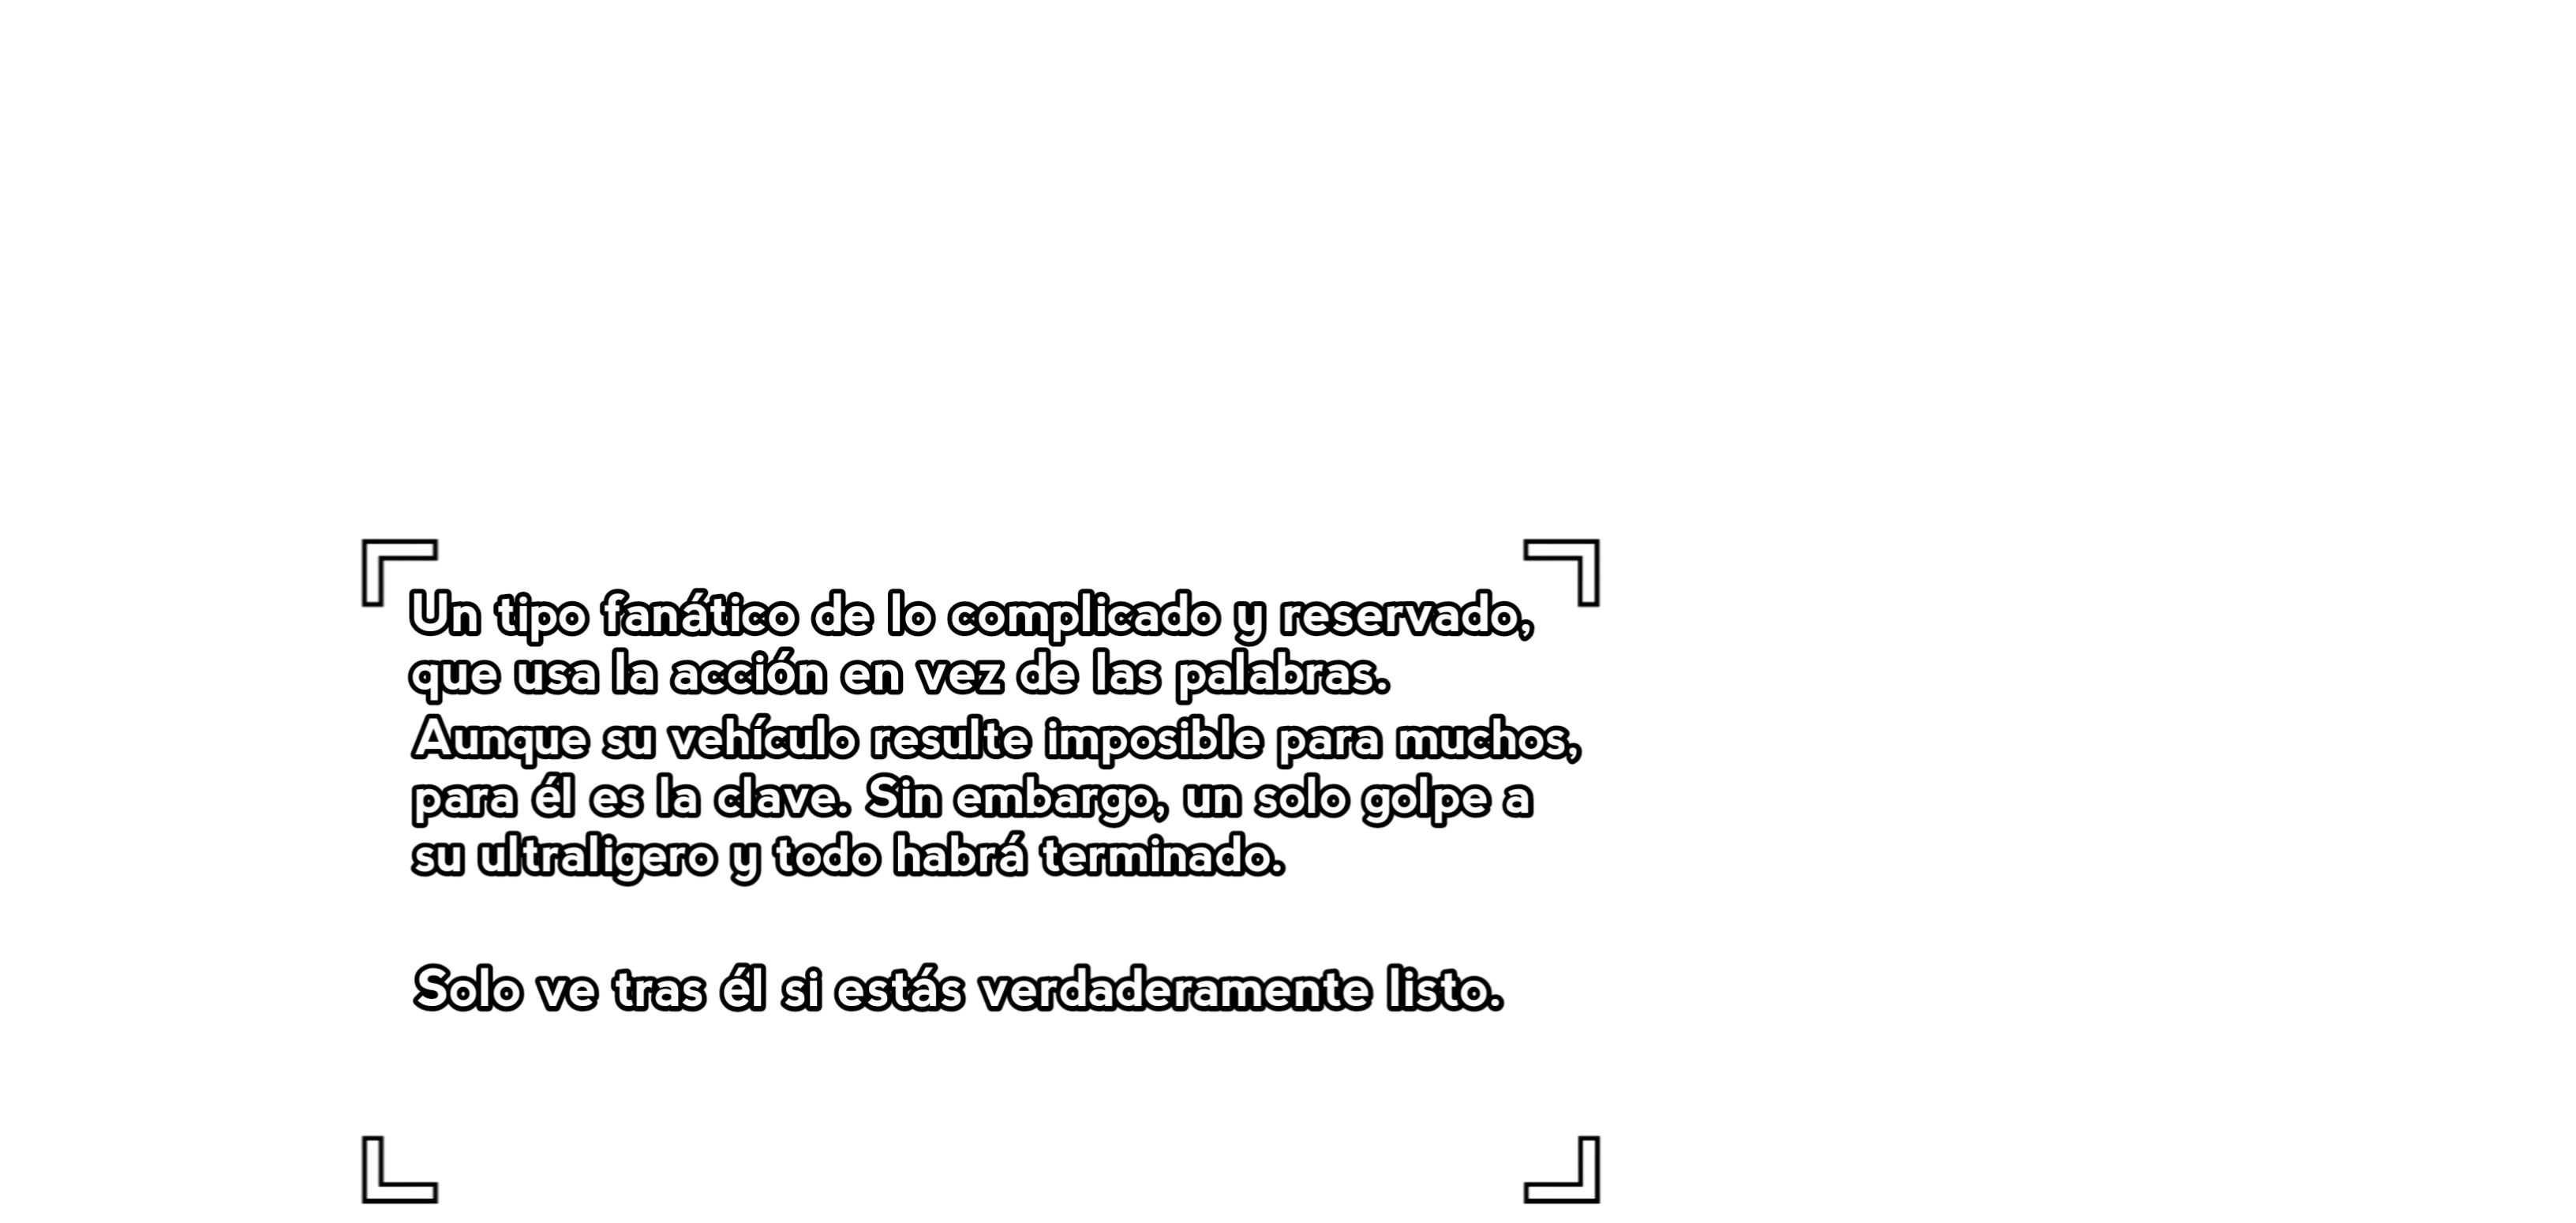 Un tipo fanático de lo complicado y reservado,
que usa la acción en vez de las palabras.
Aunque su vehículo resulte imposible para muchos,
para él es la clave. Sin embargo, un solo golpe a
su ultraligero y todo habrá terminado.
Solo ve tras él si estás verdaderamente listo.